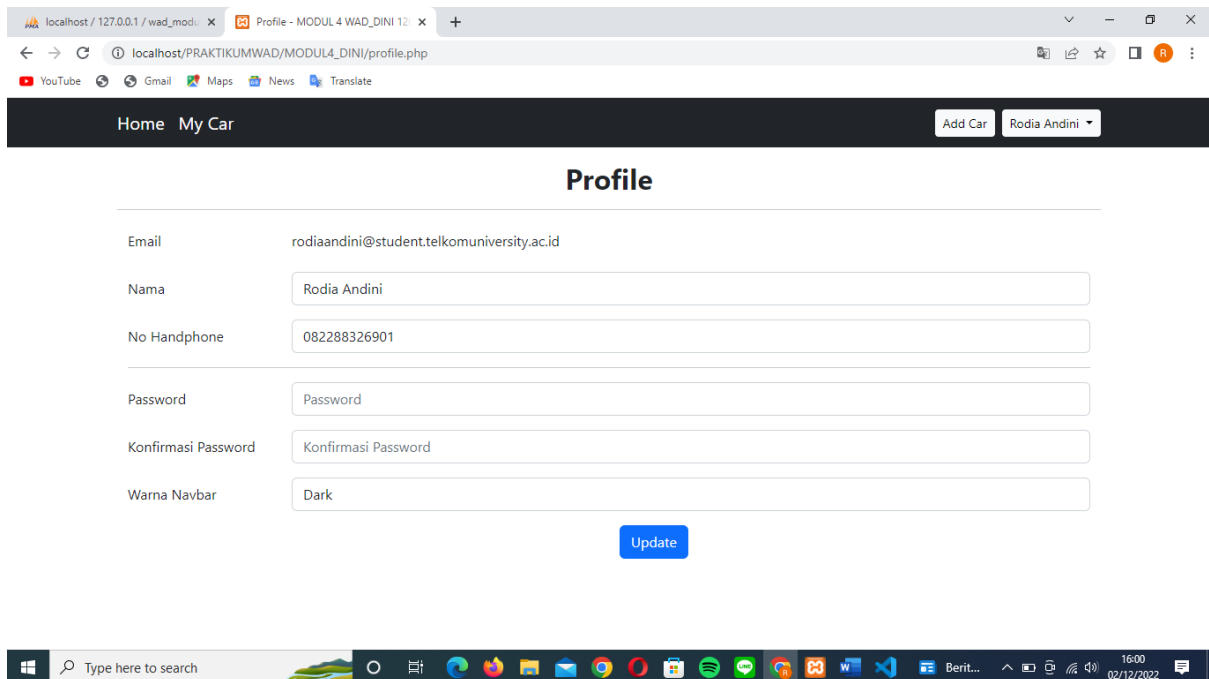 localhost / 127.0.0.1 / wad_modu
Profile - MODUL 4 WAD_DINI 120
localhost/PRAKTIKUMWAD/MODUL4_DINI/profile.php
R
YouTube Gmail Maps News Translate
Home My Car Add Car Rodia Andini
Profile
Email rodiaandini@student.telkomuniversity.ac.id
Nama Rodia Andini
No Handphone 082288326901
Password Password
Konfirmasi Password Konfirmasi Password
Warna Navbar Dark
Update
Type here to search Berit... 16:00
02/12/2022